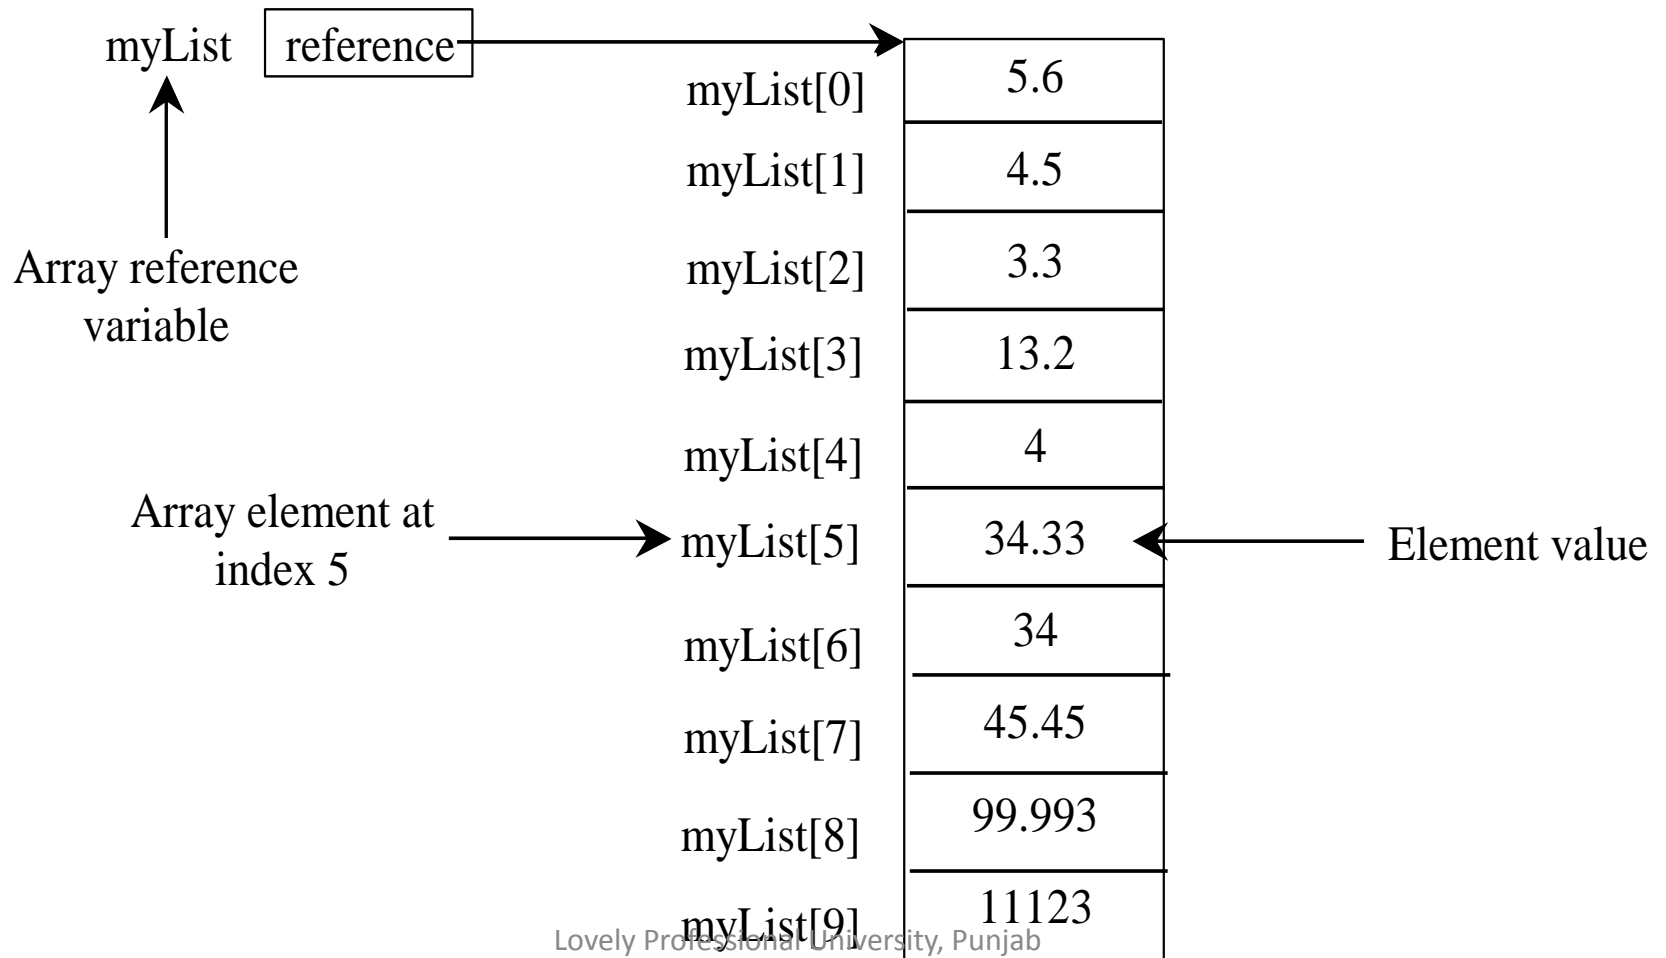 myList reference
myList[0] 5.6
myList[1] 4.5
Array reference
variable
myList[2] 3.3
myList[3] 13.2
myList[4] 4
Array element at
index 5
myList[5] 34.33
Element value
myList[6] 34
myList[7] 45.45
myList[8] 99.993
myList[9] 11123
Lovely Professional University, Punjab